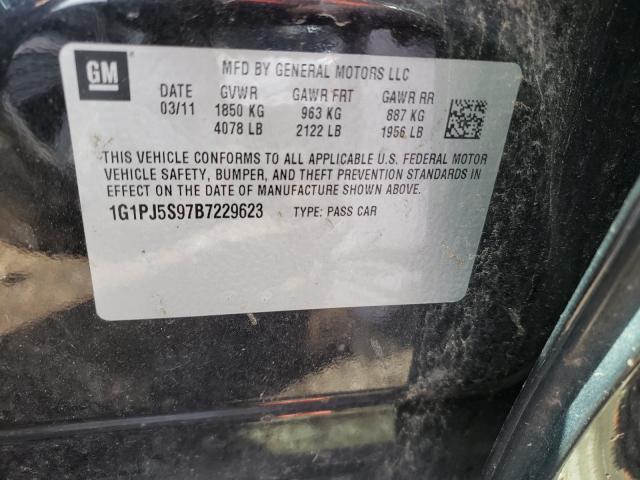 GM
MFD BY GENERAL MOTORS LLC
DATE GVWR GAWR FRT GAWR RR
03/11 1850 KG 963 KG 887 KG
4078 LB 2122 LB 1956 LB
THIS VEHICLE CONFORMS TO ALL APPLICABLE U.S. FEDERAL MOTOR
VEHICLE SAFETY, BUMPER, AND THEFT PREVENTION STANDARDS IN
EFFECT ON THE DATE OF MANUFACTURE SHOWN ABOVE.
1G1PJ5S97B7229623 TYPE: PASS CAR